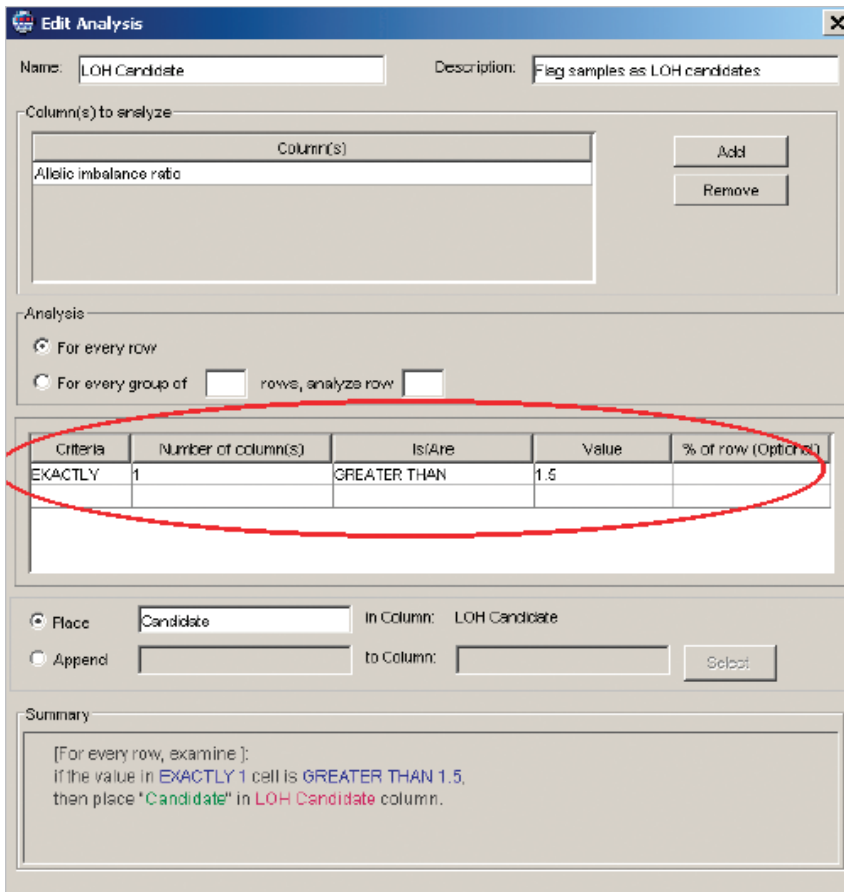 Edit Analysis
Name: LOH Candidate Description: Flag samples as LOH candidates
Column(s) to analyze
Column(s)
Allelic imbalance ratio
Add
Remove
Analysis
For every row
For every group of rows, analyze row
Criteria Number of column(s) Is/Are Value % of row (Optional)
EXACTLY 1 GREATER THAN 1.5
Place Candidate in Column: LOH Candidate
Append to Column: Select
Summary
[For every row, examine ]:
if the value in EXACTLY 1 cell is GREATER THAN 1.5,
then place "Candidate" in LOH Candidate column.